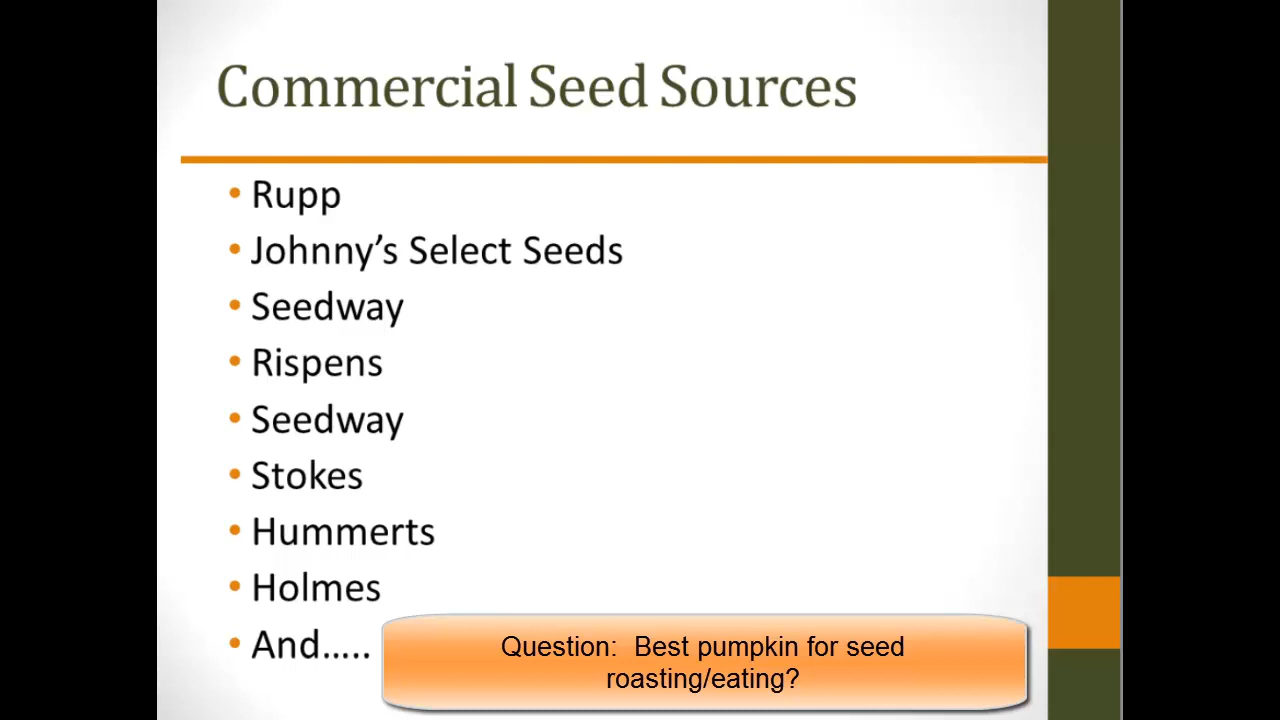 Commercial Seed Sources
• Rupp
• Johnny’s Select Seeds
• Seedway
• Rispens
• Seedway
• Stokes
• Hummerts
• Holmes
• And…..
Question:  Best pumpkin for seed
roasting/eating?